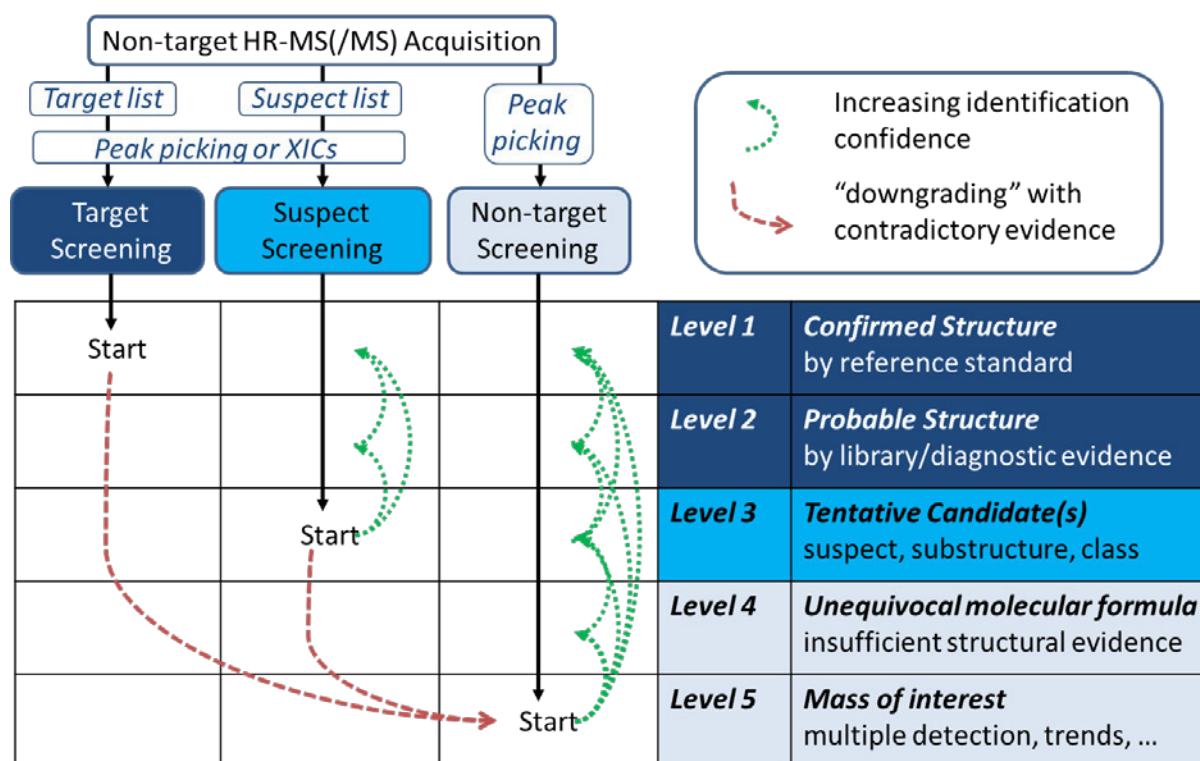 Non-target HR-MS(/MS) Acquisition
Target list
Suspect list
Peak
picking
Peak picking or XICs
Target
Screening
Suspect
Screening
Non-target
Screening
Increasing identification
confidence
“downgrading” with
contradictory evidence
Start
Level 1
Confirmed Structure
by reference standard
Level 2
Probable Structure
by library/diagnostic evidence
Start
Level 3
Tentative Candidate(s)
suspect, substructure, class
Level 4
Unequivocal molecular formula
insufficient structural evidence
Start
Level 5
Mass of interest
multiple detection, trends, ...